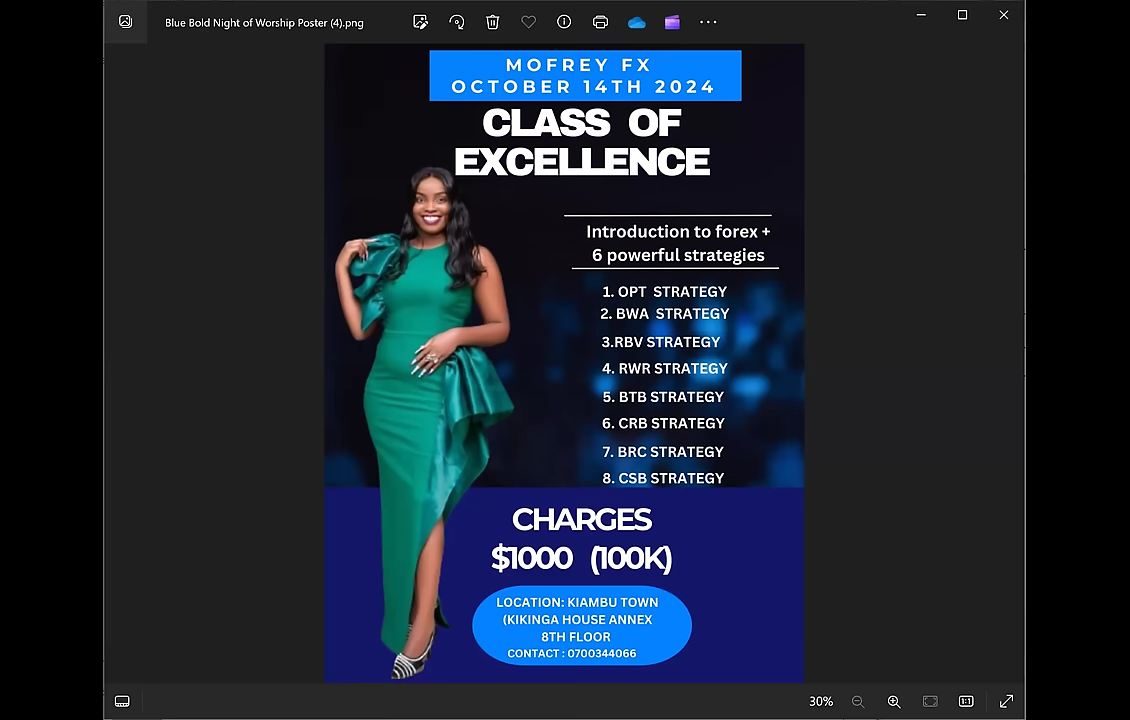 Blue Bold Night of Worship Poster (4).png
MOFREY FX
OCTOBER 14TH 2024
CLASS OF
EXCELLENCE
Introduction to forex +
6 powerful strategies
1. OPT STRATEGY
2. BWA STRATEGY
3.RBV STRATEGY
4. RWR STRATEGY
5. BTB STRATEGY
6. CRB STRATEGY
7. BRC STRATEGY
8. CSB STRATEGY
CHARGES
$1000 (100K)
LOCATION: KIAMBU TOWN
(KIKINGA HOUSE ANNEX
8TH FLOOR
CONTACT : 0700344066
30%
1:1